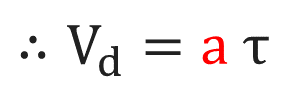 ∴ V_d = a τ